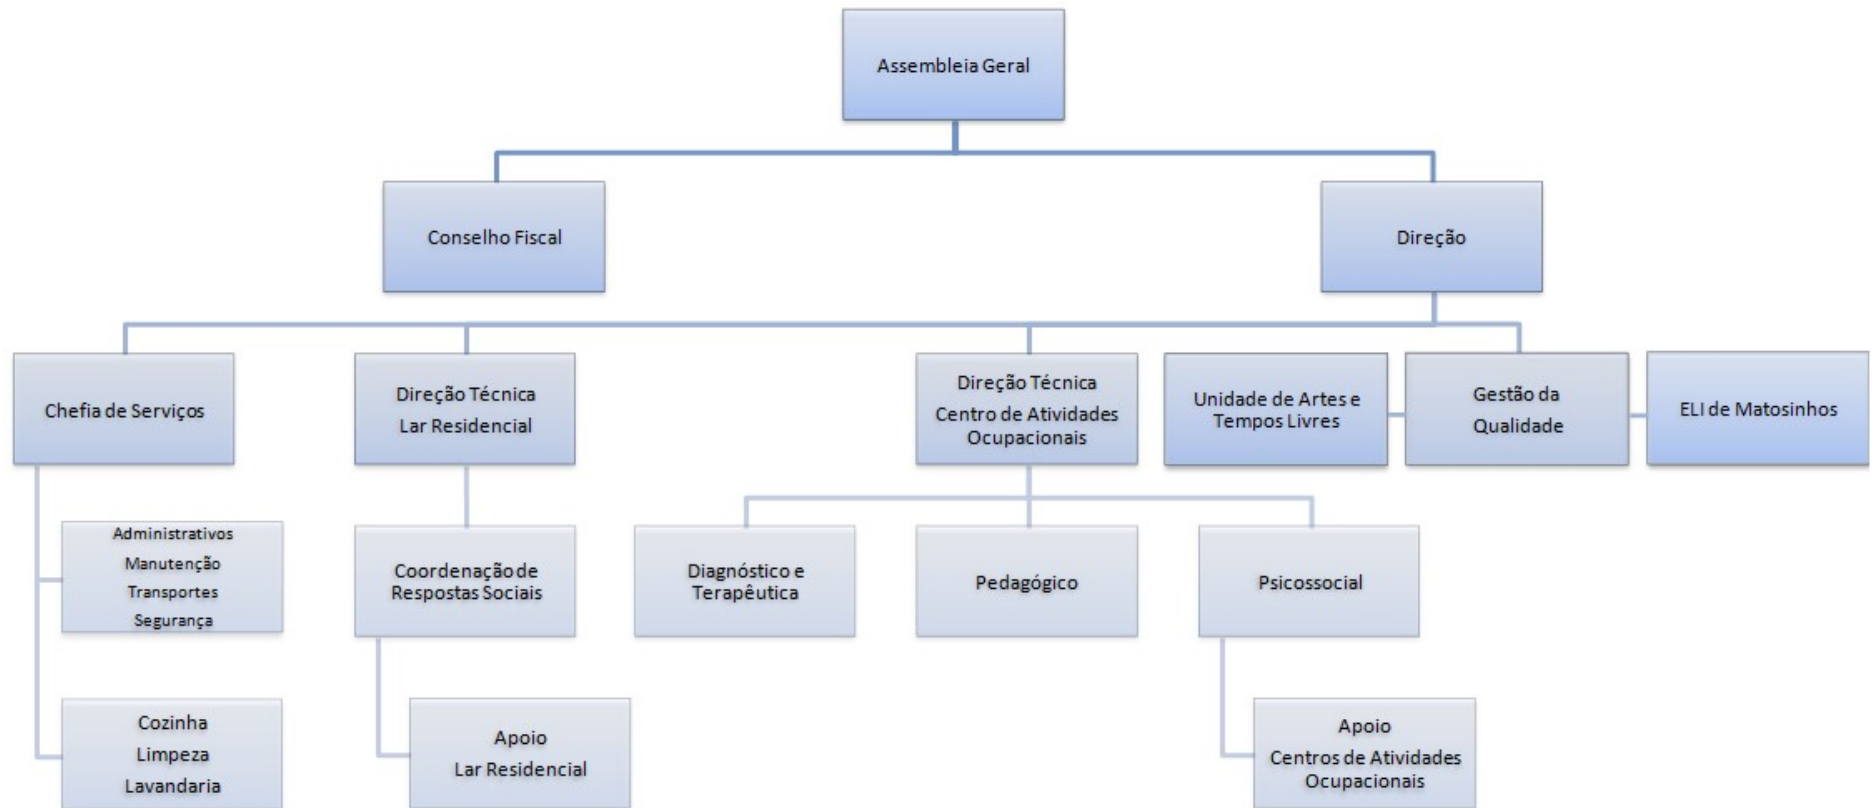 Assembleia Geral
Conselho Fiscal
Direção
Chefia de Serviços
Direção Técnica
Lar Residencial
Direção Técnica
Centro de Atividades
Ocupacionais
Unidade de Artes e
Tempos Livres
Gestão da
Qualidade
ELI de Matosinhos
Administrativos
Manutenção
Transportes
Segurança
Coordenação de
Respostas Sociais
Diagnóstico e
Terapêutica
Pedagógico
Psicossocial
Cozinha
Limpeza
Lavandaria
Apoio
Lar Residencial
Apoio
Centros de Atividades
Ocupacionais